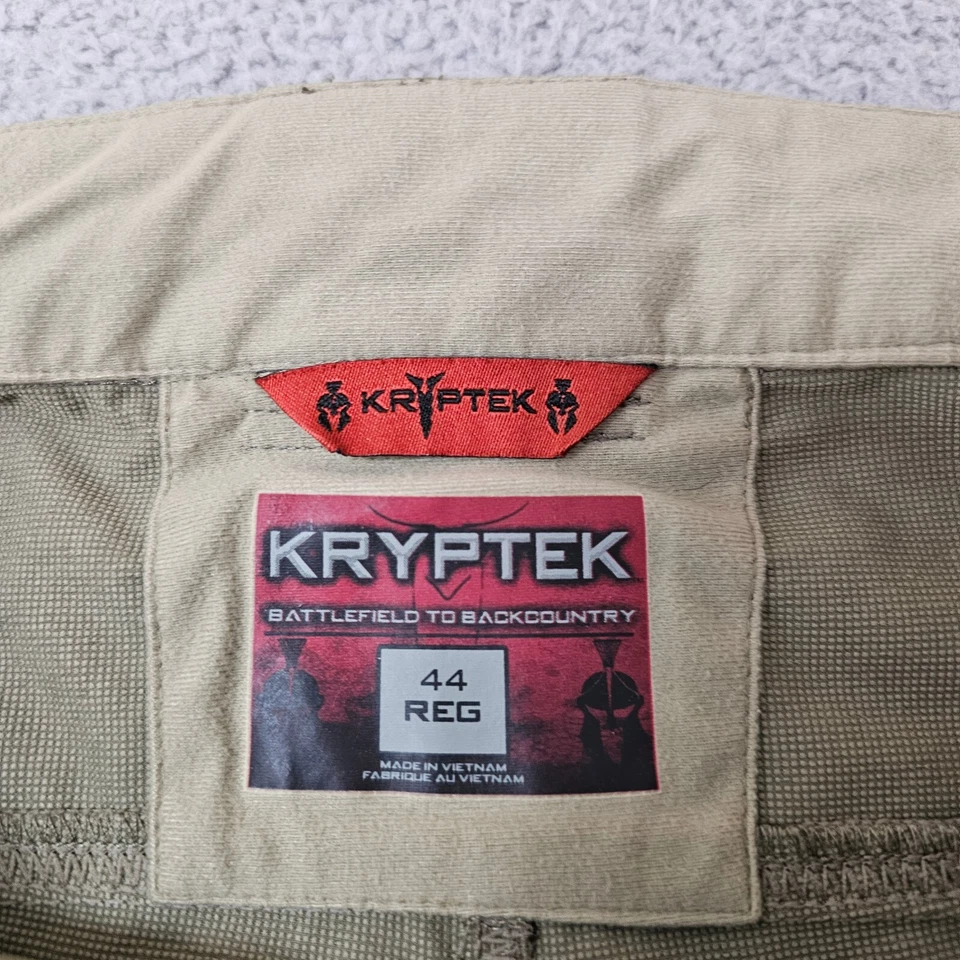 KRYPTEK
KRYPTEK
BATTLEFIELD TO BACKCOUNTRY
44
REG
MADE IN VIETNAM
FABRIQUE AU VIETNAM